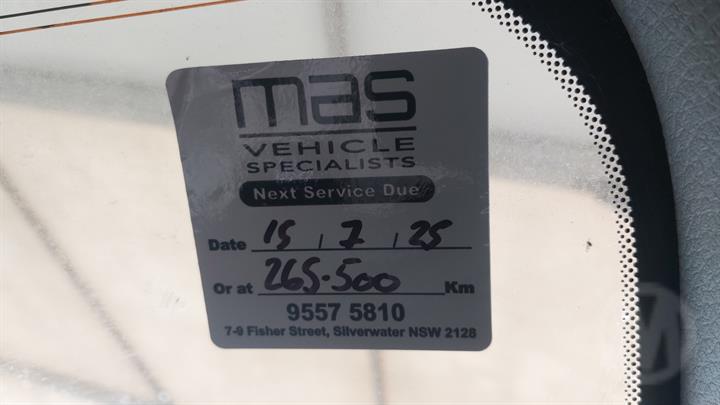 mas
VEHICLE
SPECIALISTS
Next Service Due
Date 15 / 7 / 25
Or at 265-500 Km
9557 5810
7-9 Fisher Street, Silverwater NSW 2128